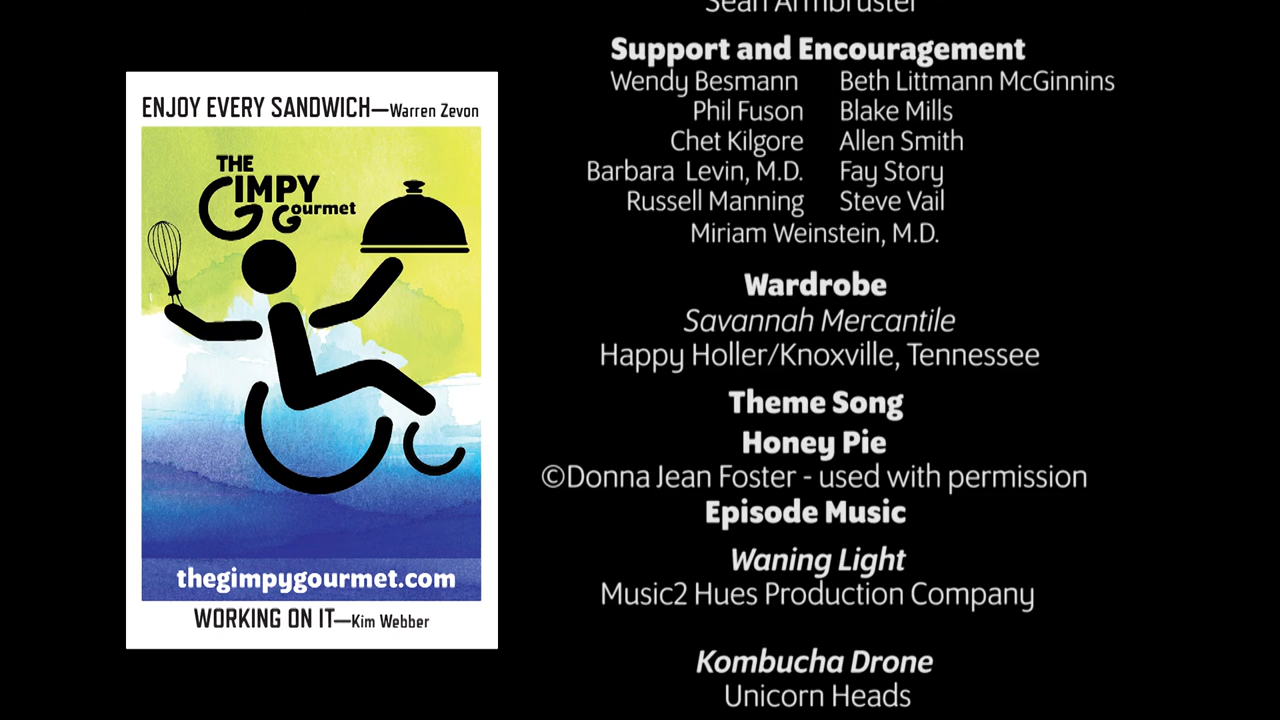 ENJOY EVERY SANDWICH—Warren Zevon
THE
GIMPY
Gourmet
thegimpygourmet.com
WORKING ON IT—Kim Webber
Sean Armbruster
Support and Encouragement
Wendy Besmann Beth Littmann McGinnins
Phil Fuson Blake Mills
Chet Kilgore Allen Smith
Barbara Levin, M.D. Fay Story
Russell Manning Steve Vail
Miriam Weinstein, M.D.
Wardrobe
Savannah Mercantile
Happy Holler/Knoxville, Tennessee
Theme Song
Honey Pie
©Donna Jean Foster - used with permission
Episode Music
Waning Light
Music2 Hues Production Company
Kombucha Drone
Unicorn Heads